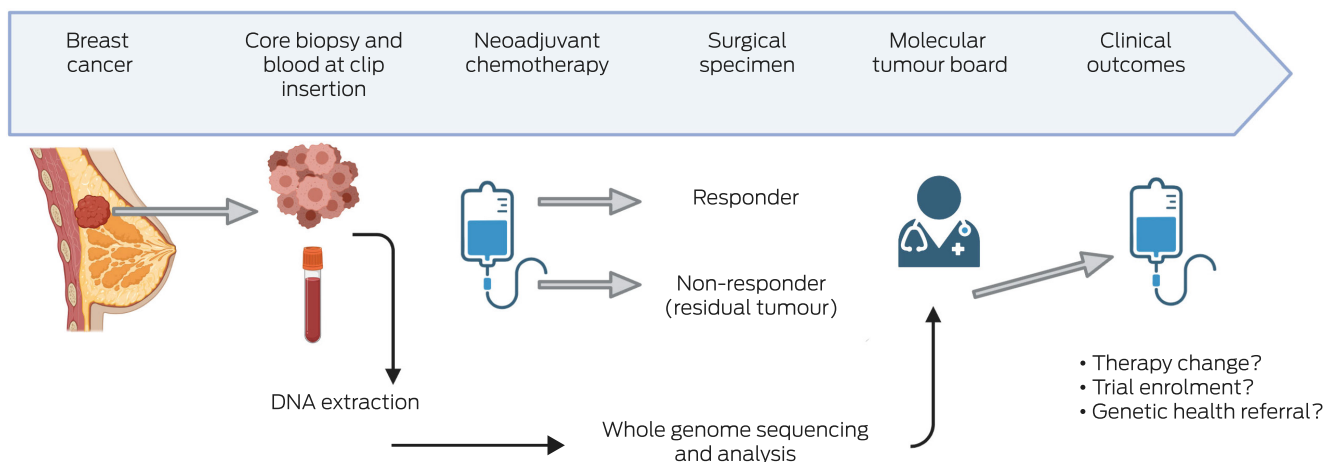 Breast
cancer
Core biopsy and
blood at clip
insertion
Neoadjuvant
chemotherapy
Surgical
specimen
Molecular
tumour board
Clinical
outcomes
Responder
Non-responder
(residual tumour)
• Therapy change?
• Trial enrolment?
• Genetic health referral?
DNA extraction
Whole genome sequencing
and analysis